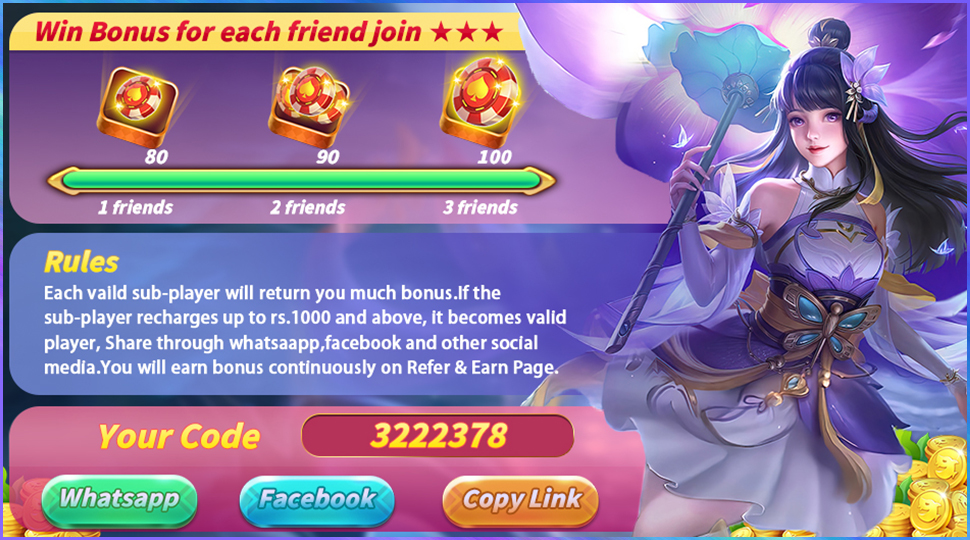 Win Bonus for each friend join ★★★
80 90 100
1 friends 2 friends 3 friends
Rules
Each vaild sub-player will return you much bonus.If the
sub-player recharges up to rs.1000 and above, it becomes valid
player, Share through whatsaapp,facebook and other social
media.You will earn bonus continuously on Refer & Earn Page.
Your Code 3222378
Whatsapp Facebook Copy Link